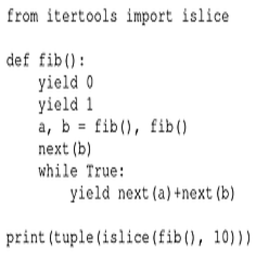 from itertools import islice

def fib():
    yield 0
    yield 1
    a, b = fib(), fib()
    next(b)
    while True:
        yield next(a)+next(b)

print(tuple(islice(fib(), 10)))